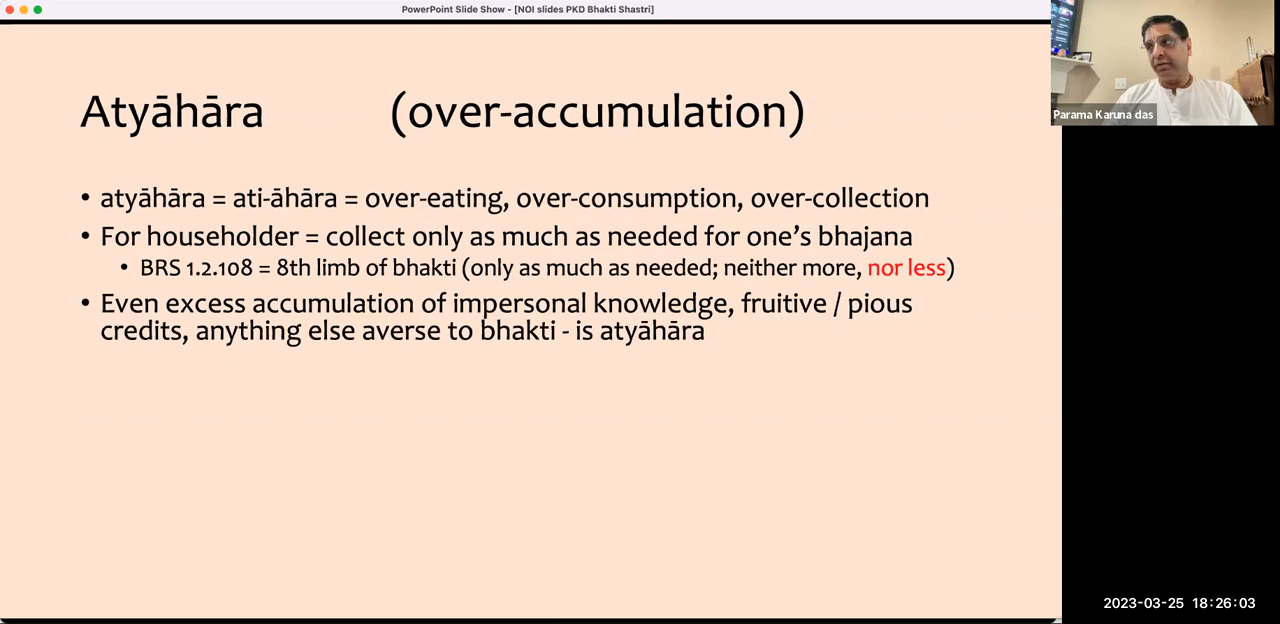 PowerPoint Slide Show - [NOI slides PKD Bhakti Shastri]
Atyāhāra (over-accumulation)
• atyāhāra = ati-āhāra = over-eating, over-consumption, over-collection
• For householder = collect only as much as needed for one’s bhajana
• BRS 1.2.108 = 8th limb of bhakti (only as much as needed; neither more, nor less)
• Even excess accumulation of impersonal knowledge, fruitive / pious
credits, anything else averse to bhakti - is atyāhāra
Parama Karuna das
2023-03-25 18:26:03